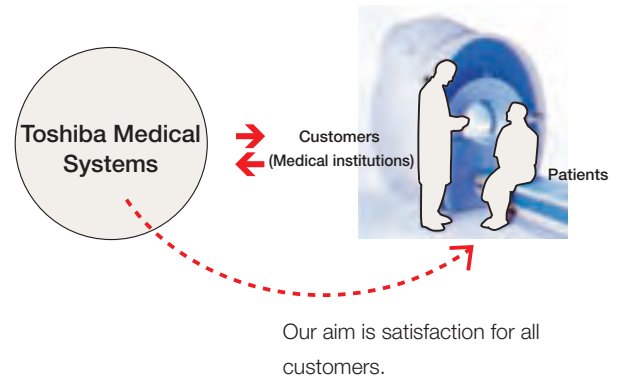 Toshiba Medical
Systems
Customers
(Medical institutions)
Patients
Our aim is satisfaction for all
customers.